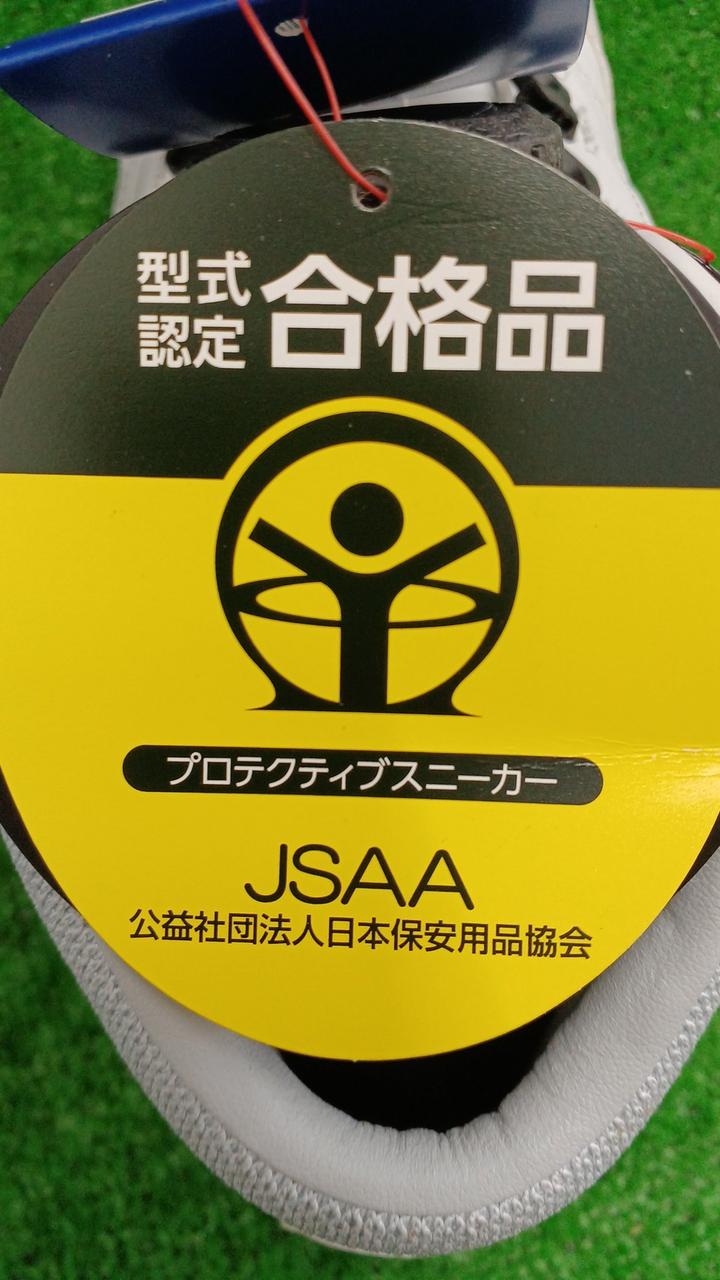 型式
認定
合格品
プロテクティブスニーカー
JSAA
公益社団法人日本保安用品協会